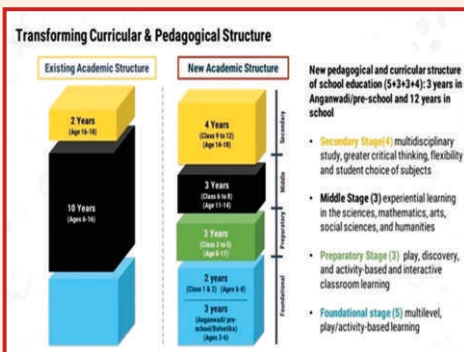 Transforming Curricular & Pedagogical Structure
Existing Academic Structure
New Academic Structure
2 Years
(Age 16-18)
10 Years
(Ages 6-16)
4 Years
(Class 9 to 12)
(Age 14-18)
3 Years
(Class 6 to 8)
(Age 11-14)
3 Years
(Class 3 to 5)
(Age 8-11)
2 years
(Class 1 & 2) (Ages 6-8)
3 years
(Anganwadi/ pre-
school/Balvatika)
(Ages 3-6)
Secondary
Middle
Preparatory
Foundational
New pedagogical and curricular structure
of school education (5+3+3+4): 3 years in
Anganwadi/pre-school and 12 years in
school
• Secondary Stage(4) multidisciplinary
study, greater critical thinking, flexibility
and student choice of subjects
• Middle Stage (3) experiential learning
in the sciences, mathematics, arts,
social sciences, and humanities
• Preparatory Stage (3) play, discovery,
and activity-based and interactive
classroom learning
• Foundational stage (5) multilevel,
play/activity-based learning